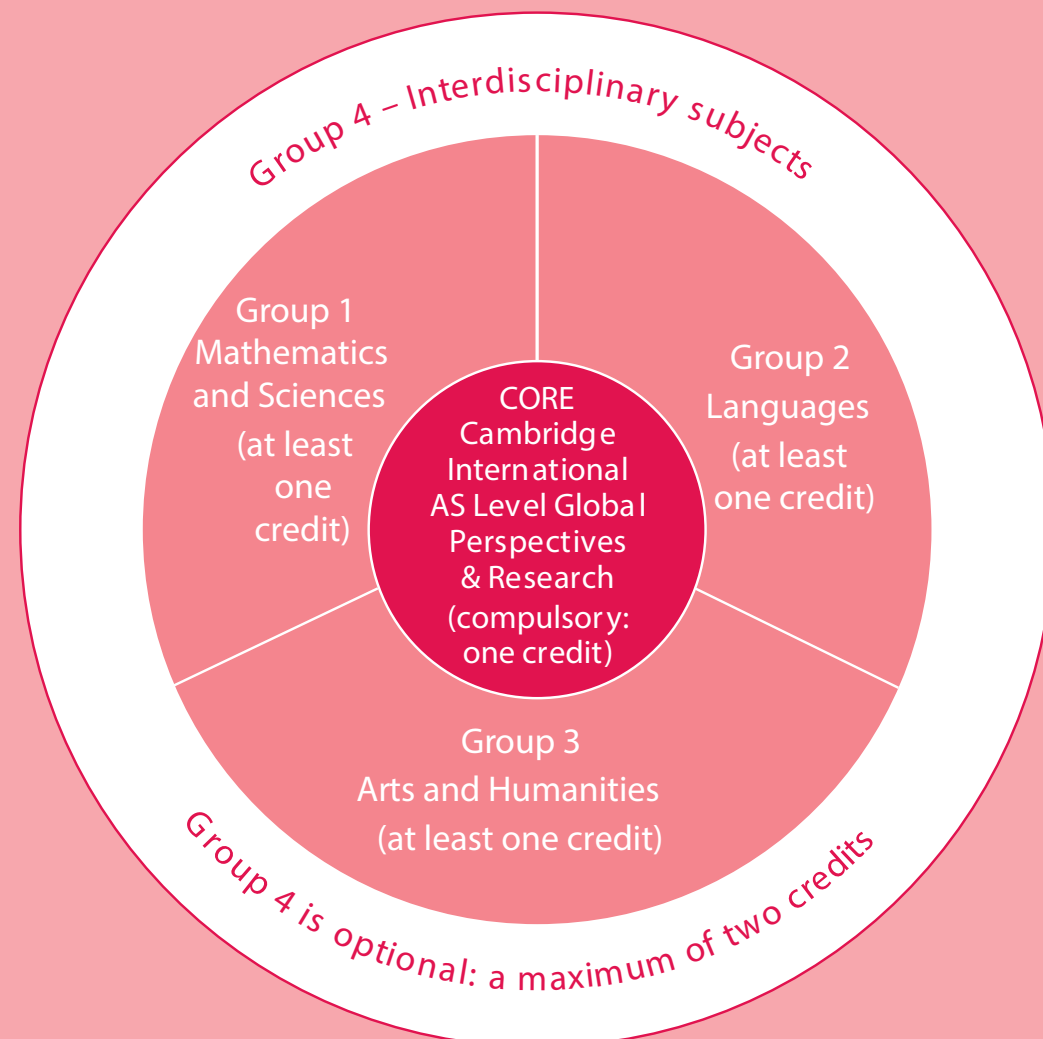 Group 4 – Interdisciplinary subjects
Group 1
Mathematics
and Sciences
(at least
one
credit)
CORE
Cambridge
International
AS Level Global
Perspectives
& Research
(compulsory:
one credit)
Group 2
Languages
(at least
one credit)
Group 3
Arts and Humanities
(at least one credit)
Group 4 is optional: a maximum of two credits